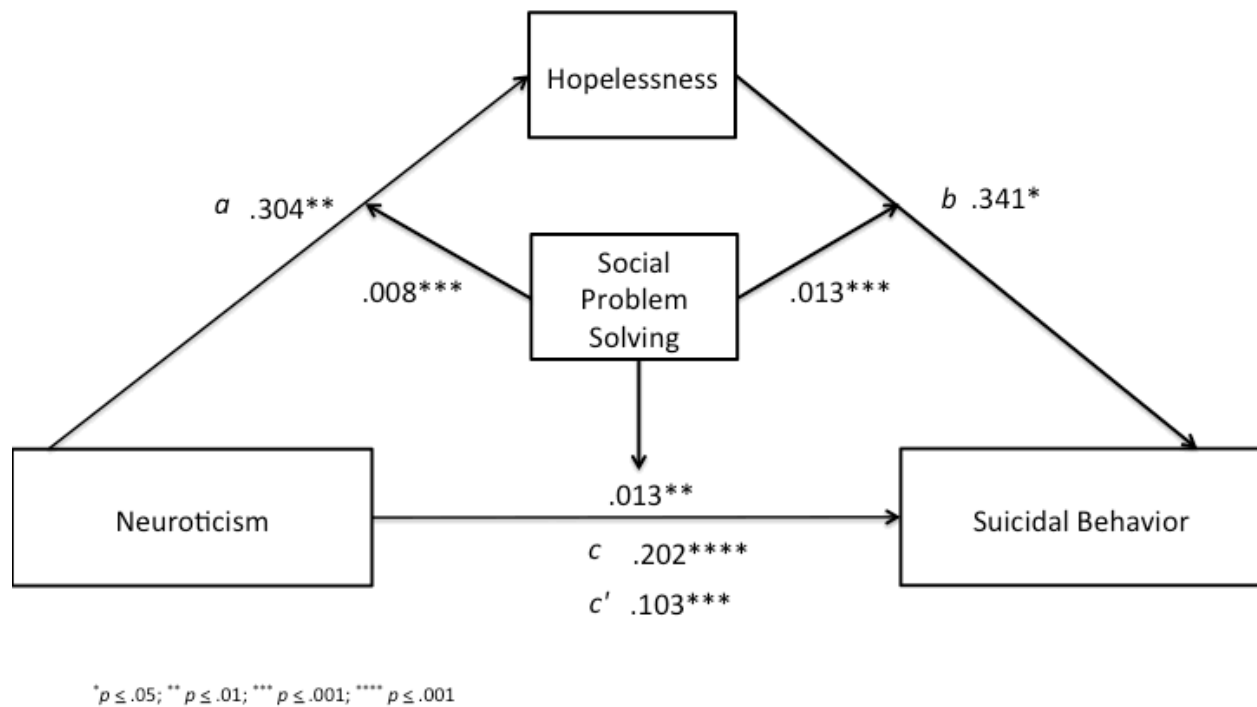 Hopelessness
a .304**
b .341*
Social
Problem
Solving
.008***
.013***
Neuroticism
.013**
Suicidal Behavior
c .202****
c' .103***
*p ≤ .05; ** p ≤ .01; *** p ≤ .001; **** p ≤ .001